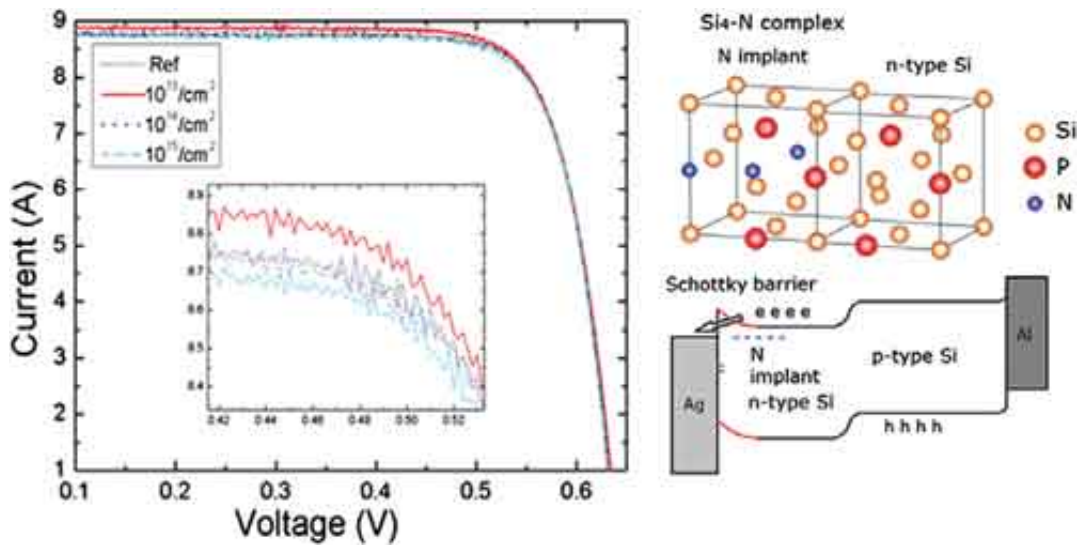 9
8
7
6
5
4
3
2
1
Current (A)
Ref
10¹³/cm²
10¹⁴/cm²
10¹⁵/cm²
8.9
8.8
8.7
8.6
8.5
8.4
0.42 0.44 0.46 0.48 0.50 0.52
0.1 0.2 0.3 0.4 0.5 0.6
Voltage (V)
Si₄-N complex
N implant n-type Si
Si
P
N
Schottky barrier
e e e e
Al
N
implant
p-type Si
Ag
n-type Si
h h h h